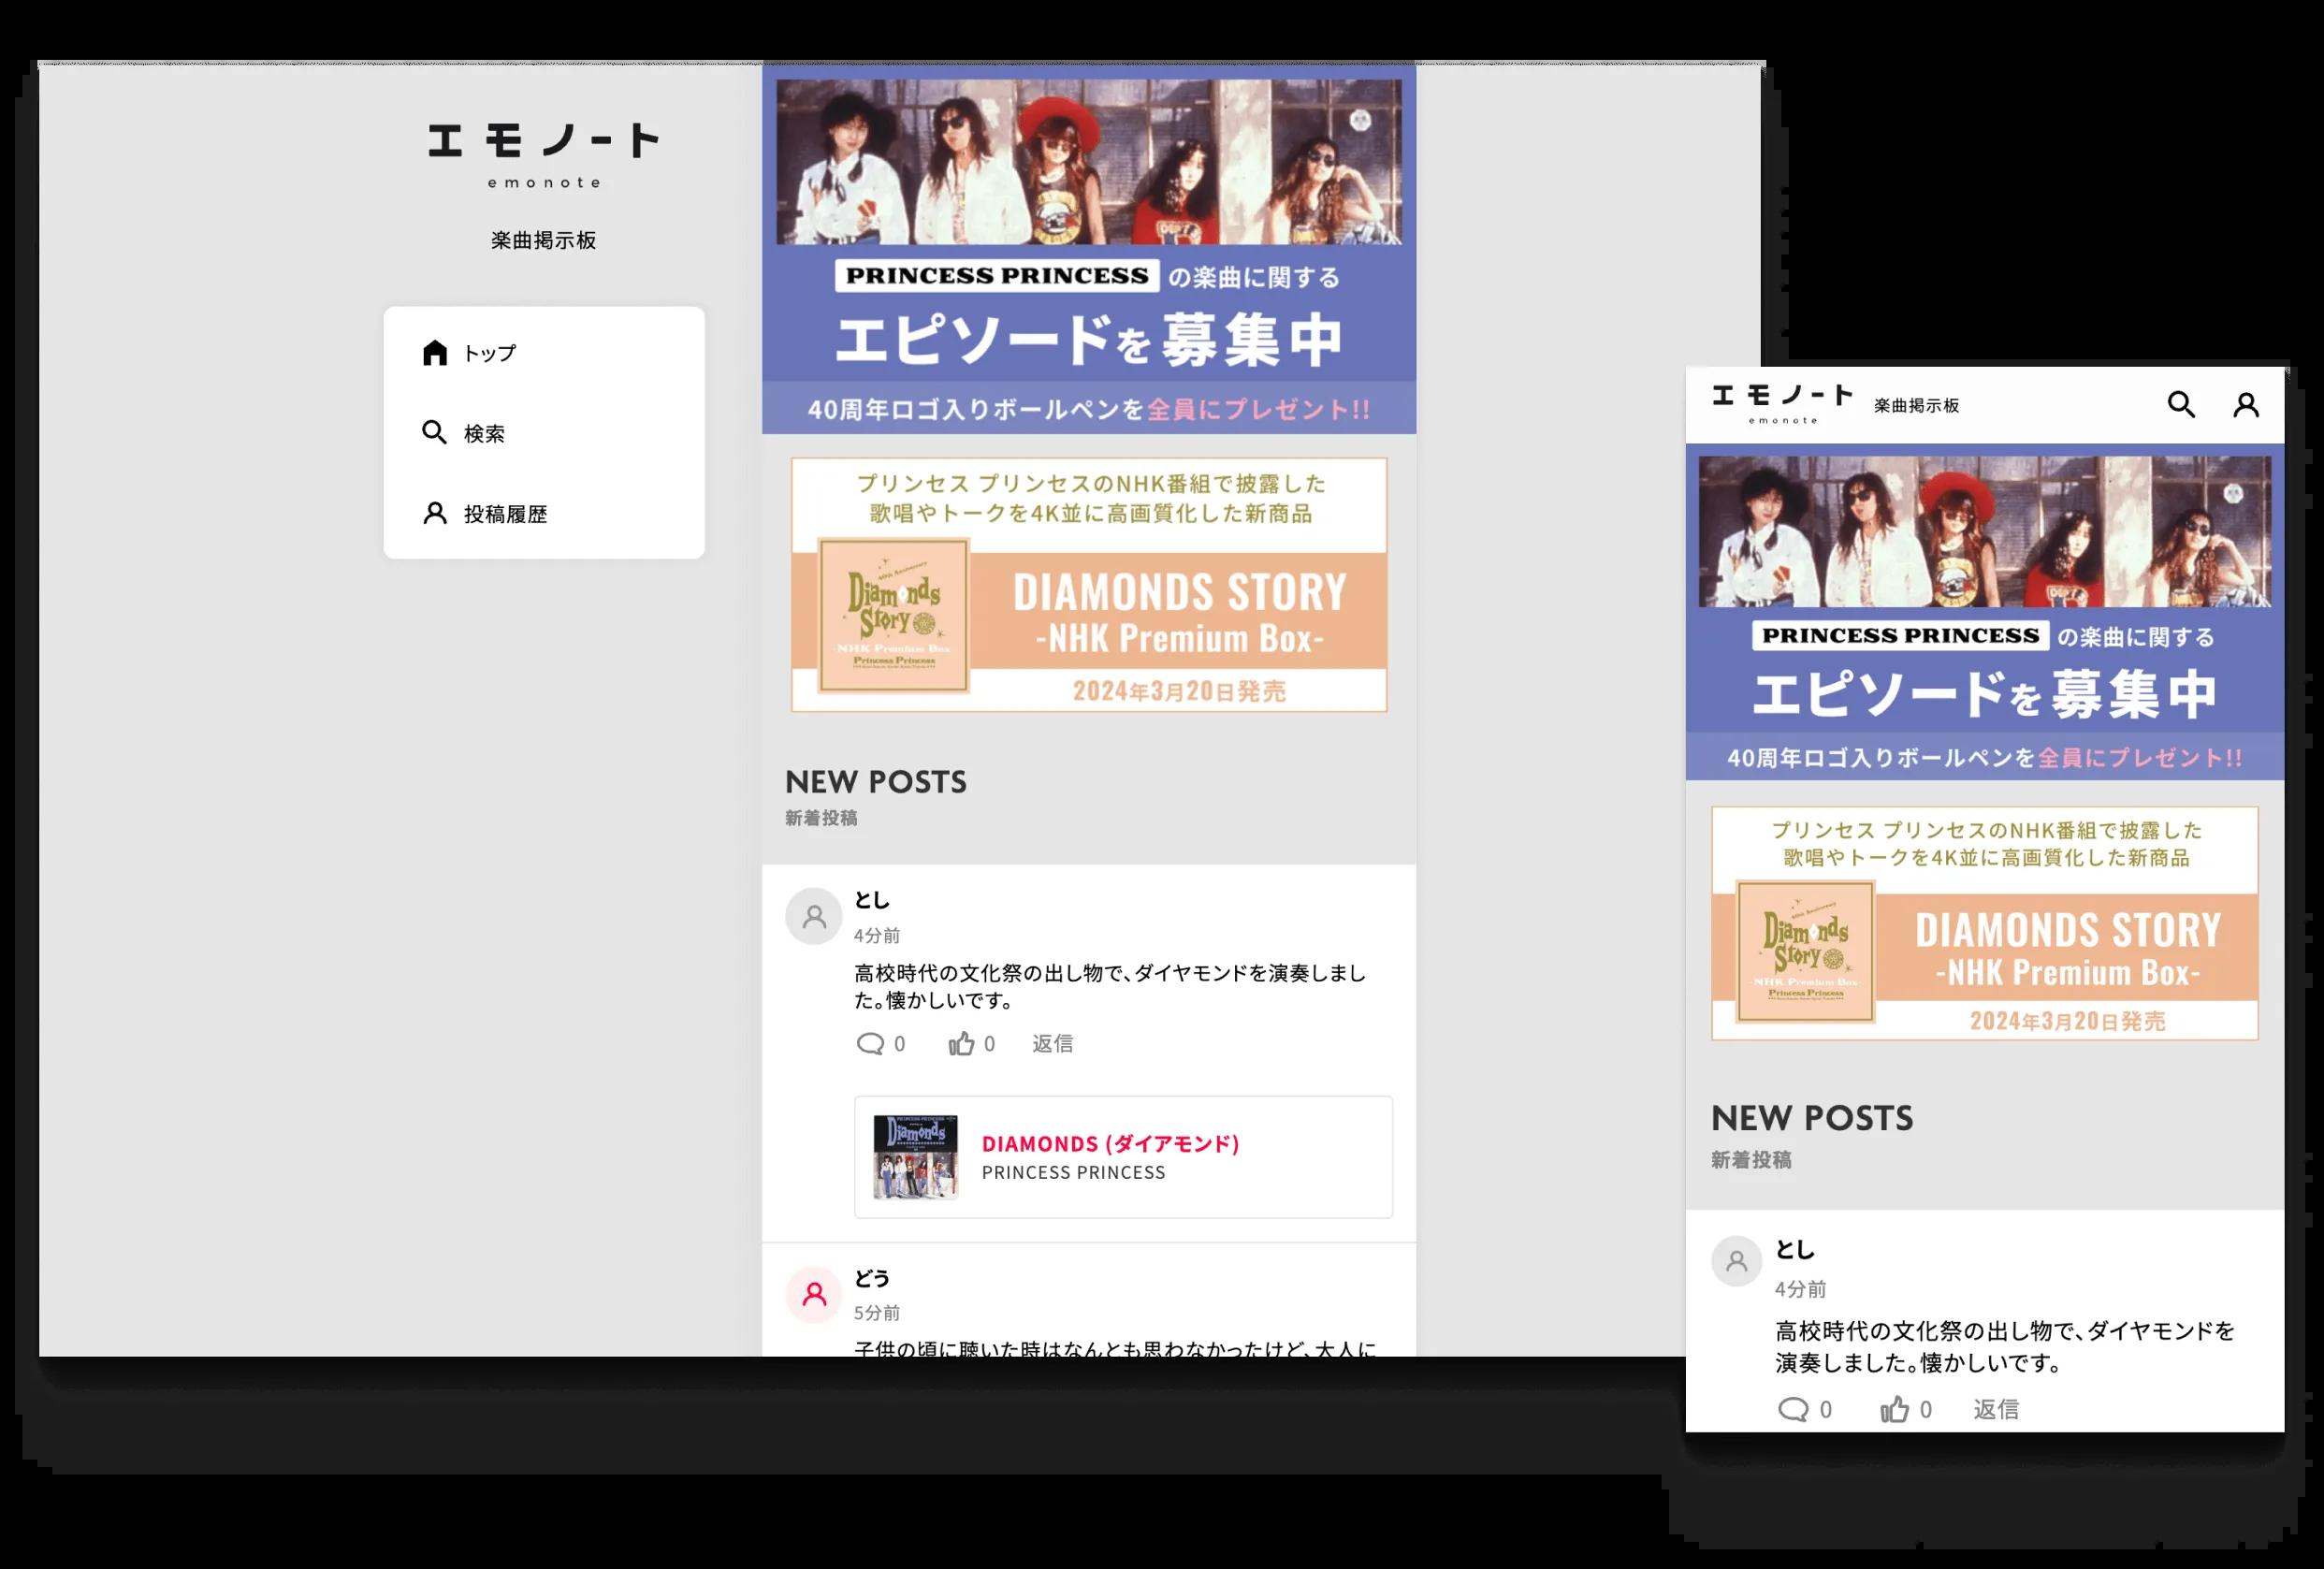 エモノート
emonote
楽曲掲示板
トップ
検索
投稿履歴
PRINCESS PRINCESS の楽曲に関する
エピソードを募集中
40周年ロゴ入りボールペンを全員にプレゼント!!
プリンセス プリンセスのNHK番組で披露した
歌唱やトークを4K並に高画質化した新商品
40th Anniversary
Diamonds
Story
NHK Premium Box
Princess Princess
DIAMONDS STORY
-NHK Premium Box-
2024年3月20日発売
NEW POSTS
新着投稿
とし
4分前
高校時代の文化祭の出し物で、ダイヤモンドを演奏しまし
た。懐かしいです。
0 0 返信
PRINCESS PRINCESS
Diamonds
DIAMONDS (ダイアモンド)
PRINCESS PRINCESS
どう
5分前
子供の頃に聴いた時はなんとも思わなかったけど、大人に
エモノート
emonote
楽曲掲示板
PRINCESS PRINCESS の楽曲に関する
エピソードを募集中
40周年ロゴ入りボールペンを全員にプレゼント!!
プリンセス プリンセスのNHK番組で披露した
歌唱やトークを4K並に高画質化した新商品
40th Anniversary
Diamonds
Story
NHK Premium Box
Princess Princess
DIAMONDS STORY
-NHK Premium Box-
2024年3月20日発売
NEW POSTS
新着投稿
とし
4分前
高校時代の文化祭の出し物で、ダイヤモンドを
演奏しました。懐かしいです。
0 0 返信